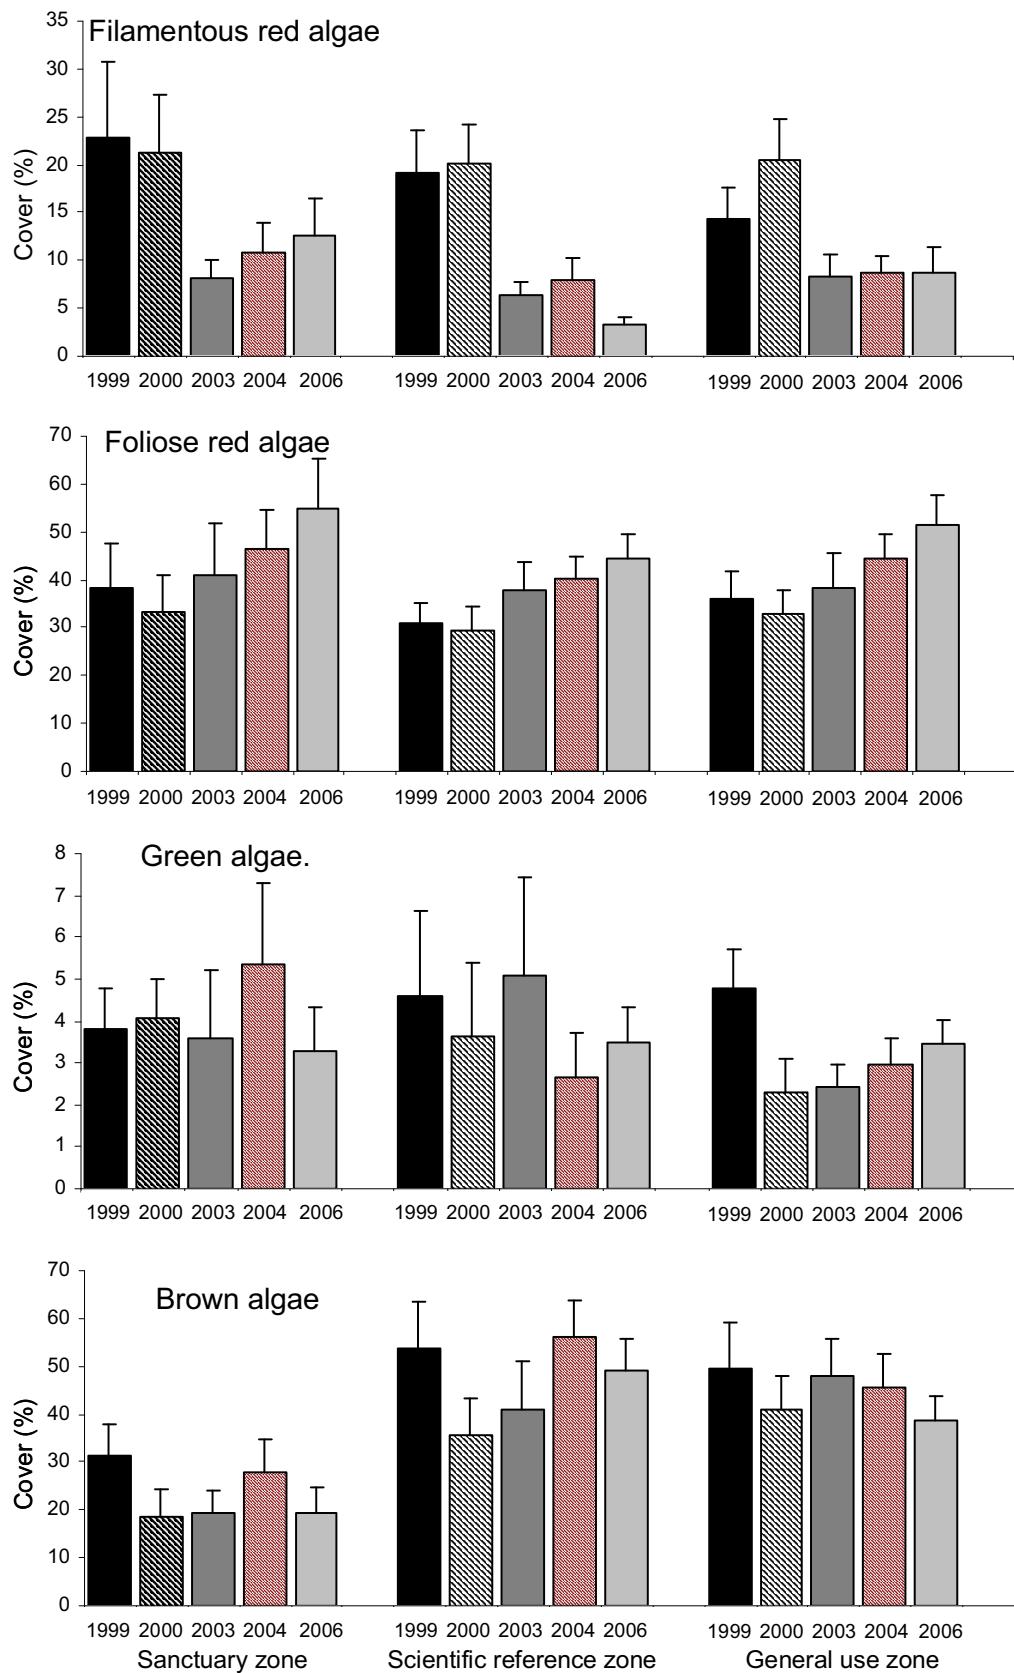 Filamentous red algae
Cover (%)
35
30
25
20
15
10
5
0
1999 2000 2003 2004 2006 1999 2000 2003 2004 2006 1999 2000 2003 2004 2006
Foliose red algae
Cover (%)
70
60
50
40
30
20
10
0
1999 2000 2003 2004 2006 1999 2000 2003 2004 2006 1999 2000 2003 2004 2006
Green algae.
Cover (%)
8
7
6
5
4
3
2
1
0
1999 2000 2003 2004 2006 1999 2000 2003 2004 2006 1999 2000 2003 2004 2006
Brown algae
Cover (%)
70
60
50
40
30
20
10
0
1999 2000 2003 2004 2006 1999 2000 2003 2004 2006 1999 2000 2003 2004 2006
Sanctuary zone Scientific reference zone General use zone